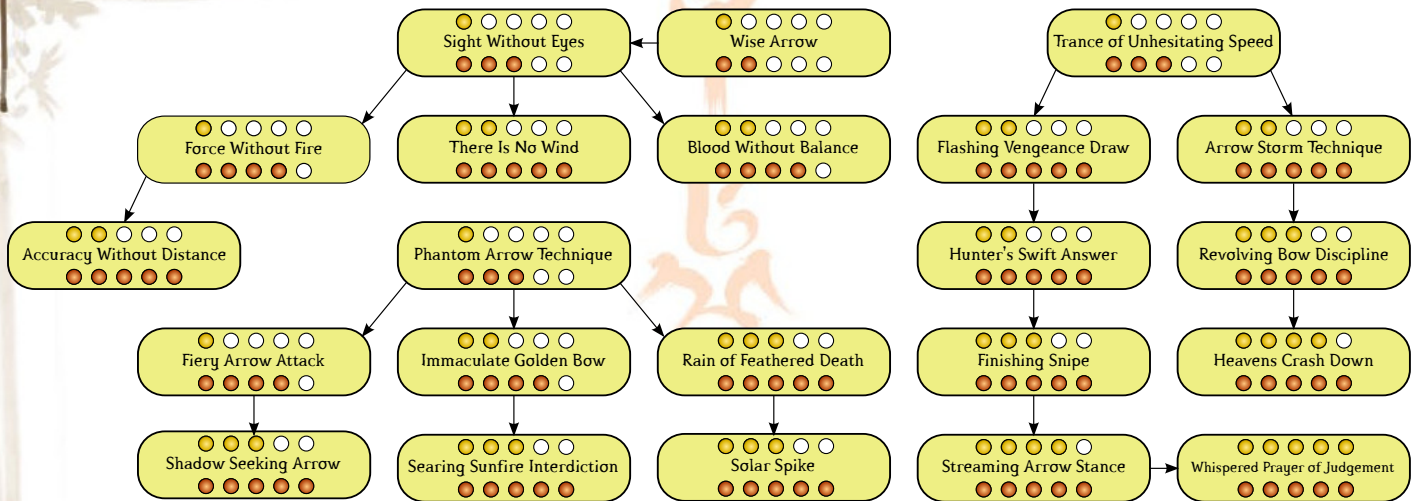 Sight Without Eyes
Wise Arrow
Trance of Unhesitating Speed
Force Without Fire
There Is No Wind
Blood Without Balance
Flashing Vengeance Draw
Arrow Storm Technique
Accuracy Without Distance
Phantom Arrow Technique
Hunter's Swift Answer
Revolving Bow Discipline
Fiery Arrow Attack
Immaculate Golden Bow
Rain of Feathered Death
Finishing Snipe
Heavens Crash Down
Shadow Seeking Arrow
Searing Sunfire Interdiction
Solar Spike
Streaming Arrow Stance
Whispered Prayer of Judgement